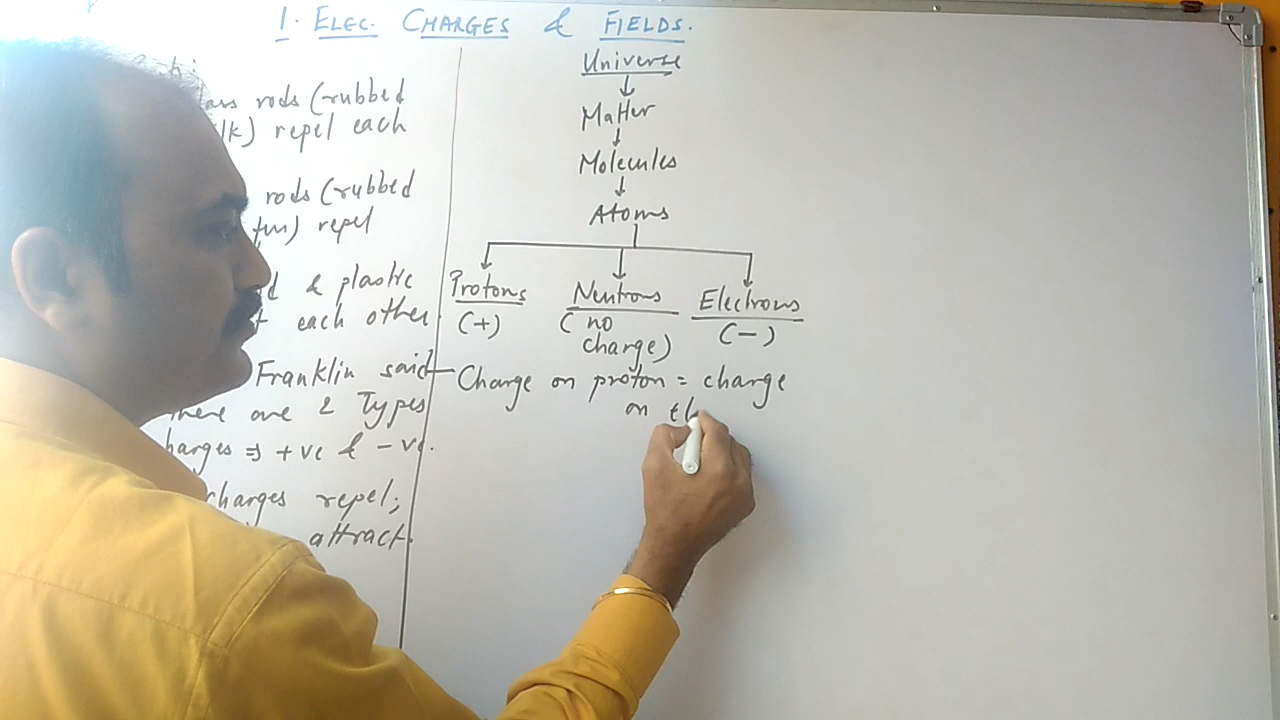 1. ELEC. CHARGES & FIELDS.
rods (rubbed
repel each
rods (rubbed
fur) repel
& plastic
each other.
Franklin said
There are 2 Types
charges ⇒ +ve & -ve.
charges repel;
attract.
Universe
↓
Matter
↓
Molecules
↓
Atoms
Protons Neutrons Electrons
(+) (no (-)
charge)
- Charge on proton = charge
on